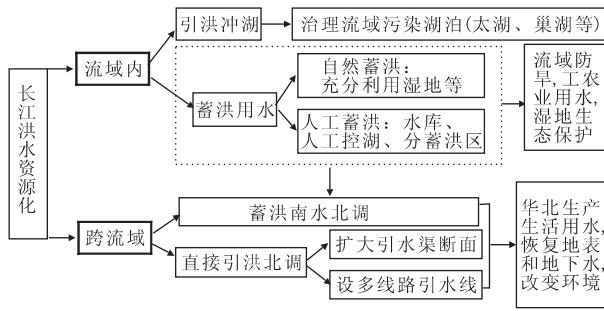 长江洪水资源化
流域内
引洪冲湖
治理流域污染湖泊(太湖、巢湖等)
蓄洪用水
自然蓄洪:
充分利用湿地等
人工蓄洪:水库、
人工控湖、分蓄洪区
流域防
旱,工农
业用水,
湿地生
态保护
跨流域
蓄洪南水北调
直接引洪北调
扩大引水渠断面
设多线路引水线
华北生产
生活用水,
恢复地表
和地下水,
改变环境